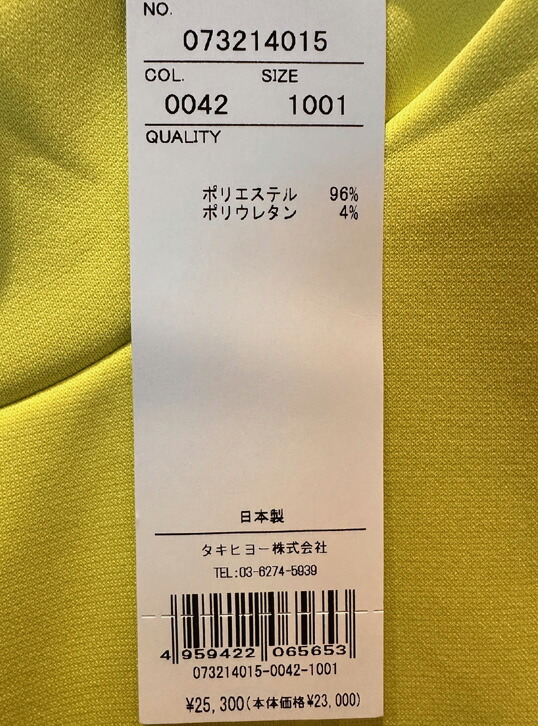 NO.
073214015
COL. SIZE
0042 1001
QUALITY
ポリエステル 96%
ポリウレタン 4%
日本製
タキヒヨー株式会社
TEL:03-6274-5939
4 959422 065653
073214015-0042-1001
¥25,300(本体価格¥23,000)